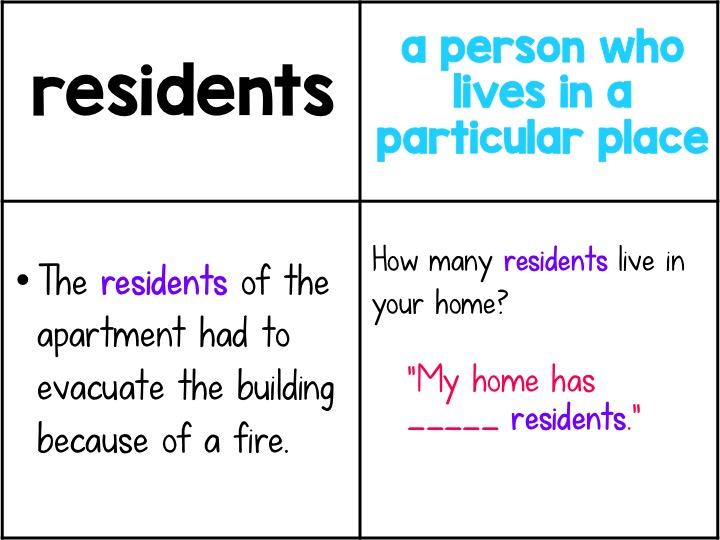 residents
a person who
lives in a
particular place
• The residents of the
apartment had to
evacuate the building
because of a fire.
How many residents live in
your home?
"My home has
_____ residents."